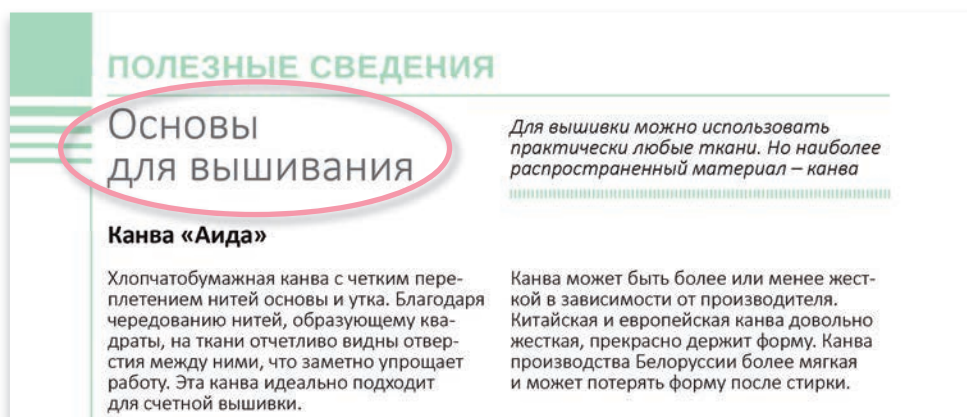 ПОЛЕЗНЫЕ СВЕДЕНИЯ
Основы
для вышивания
Для вышивки можно использовать
практически любые ткани. Но наиболее
распространенный материал – канва
Канва «Аида»
Хлопчатобумажная канва с четким пере-
плетением нитей основы и утка. Благодаря
чередованию нитей, образующему ква-
драты, на ткани отчетливо видны отвер-
стия между ними, что заметно упрощает
работу. Эта канва идеально подходит
для счетной вышивки.
Канва может быть более или менее жест-
кой в зависимости от производителя.
Китайская и европейская канва довольно
жесткая, прекрасно держит форму. Канва
производства Белоруссии более мягкая
и может потерять форму после стирки.